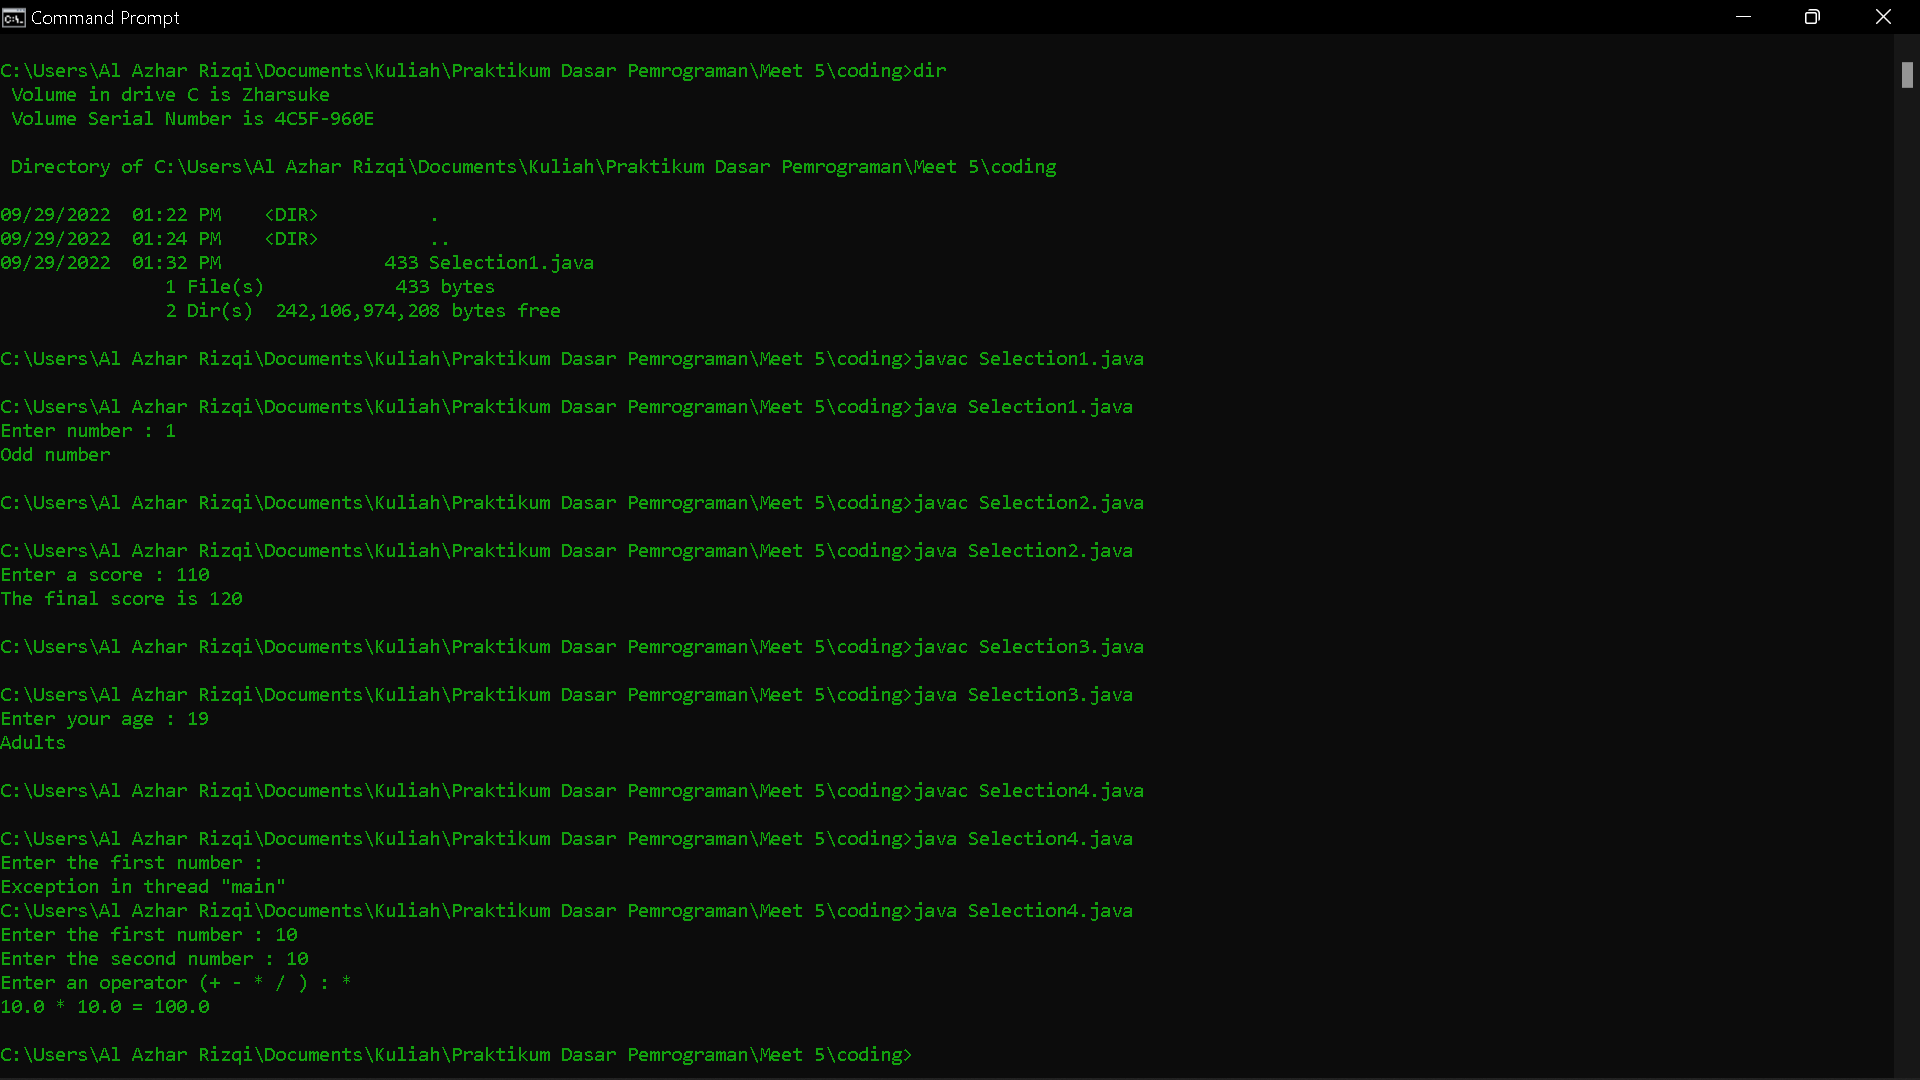 Command Prompt
C:\Users\Al Azhar Rizqi\Documents\Kuliah\Praktikum Dasar Pemrograman\Meet 5\coding>dir
 Volume in drive C is Zharsuke
 Volume Serial Number is 4C5F-960E
 Directory of C:\Users\Al Azhar Rizqi\Documents\Kuliah\Praktikum Dasar Pemrograman\Meet 5\coding
09/29/2022  01:22 PM    <DIR>          .
09/29/2022  01:24 PM    <DIR>          ..
09/29/2022  01:32 PM               433 Selection1.java
               1 File(s)            433 bytes
               2 Dir(s)  242,106,974,208 bytes free
C:\Users\Al Azhar Rizqi\Documents\Kuliah\Praktikum Dasar Pemrograman\Meet 5\coding>javac Selection1.java
C:\Users\Al Azhar Rizqi\Documents\Kuliah\Praktikum Dasar Pemrograman\Meet 5\coding>java Selection1.java
Enter number : 1
Odd number
C:\Users\Al Azhar Rizqi\Documents\Kuliah\Praktikum Dasar Pemrograman\Meet 5\coding>javac Selection2.java
C:\Users\Al Azhar Rizqi\Documents\Kuliah\Praktikum Dasar Pemrograman\Meet 5\coding>java Selection2.java
Enter a score : 110
The final score is 120
C:\Users\Al Azhar Rizqi\Documents\Kuliah\Praktikum Dasar Pemrograman\Meet 5\coding>javac Selection3.java
C:\Users\Al Azhar Rizqi\Documents\Kuliah\Praktikum Dasar Pemrograman\Meet 5\coding>java Selection3.java
Enter your age : 19
Adults
C:\Users\Al Azhar Rizqi\Documents\Kuliah\Praktikum Dasar Pemrograman\Meet 5\coding>javac Selection4.java
C:\Users\Al Azhar Rizqi\Documents\Kuliah\Praktikum Dasar Pemrograman\Meet 5\coding>java Selection4.java
Enter the first number :
Exception in thread "main"
C:\Users\Al Azhar Rizqi\Documents\Kuliah\Praktikum Dasar Pemrograman\Meet 5\coding>java Selection4.java
Enter the first number : 10
Enter the second number : 10
Enter an operator (+ - * / ) : *
10.0 * 10.0 = 100.0
C:\Users\Al Azhar Rizqi\Documents\Kuliah\Praktikum Dasar Pemrograman\Meet 5\coding>